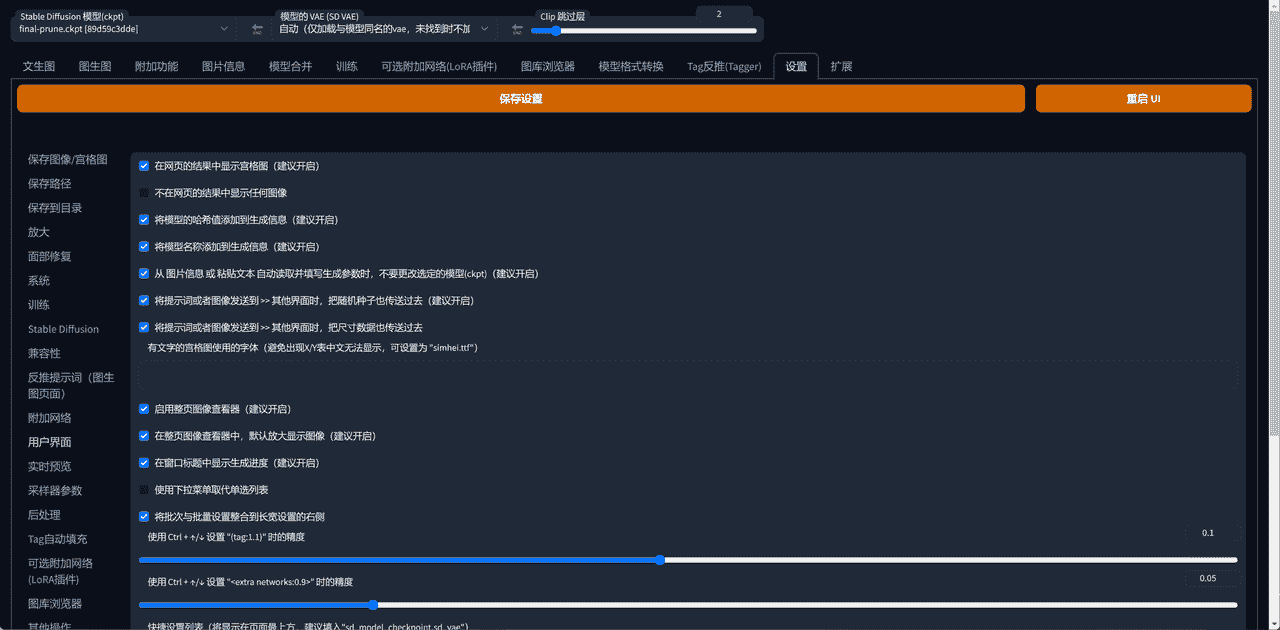 Stable Diffusion 模型(ckpt)
final-prune.ckpt [89d59c3dde]
模型的 VAE (SD VAE)
自动（仅加载与模型同名的vae，未找到时不加
Clip 跳过层
2
文生图
图生图
附加功能
图片信息
模型合并
训练
可选附加网络(LoRA插件)
图库浏览器
模型格式转换
Tag反推(Tagger)
设置
扩展
保存设置
重启 UI
保存图像/宫格图
保存路径
保存到目录
放大
面部修复
系统
训练
Stable Diffusion
兼容性
反推提示词（图生
图页面）
附加网络
用户界面
实时预览
采样器参数
后处理
Tag自动填充
可选附加网络
(LoRA插件)
图库浏览器
其他操作
在网页的结果中显示宫格图（建议开启）
不在网页的结果中显示任何图像
将模型的哈希值添加到生成信息（建议开启）
将模型名称添加到生成信息（建议开启）
从 图片信息 或 粘贴文本 自动读取并填写生成参数时，不要更改选定的模型(ckpt)（建议开启）
将提示词或者图像发送到 >> 其他界面时，把随机种子也传送过去（建议开启）
将提示词或者图像发送到 >> 其他界面时，把尺寸数据也传送过去
有文字的宫格图使用的字体（避免出现X/Y表中文无法显示，可设置为 "simhei.ttf"）
启用整页图像查看器（建议开启）
在整页图像查看器中，默认放大显示图像（建议开启）
在窗口标题中显示生成进度（建议开启）
使用下拉菜单取代单选列表
将批次与批量设置整合到长宽设置的右侧
使用 Ctrl + ↑/↓ 设置 "(tag:1.1)" 时的精度
0.1
使用 Ctrl + ↑/↓ 设置 "<extra networks:0.9>" 时的精度
0.05
快捷设置列表（将显示在页面最上方，建议填入"sd_model_checkpoint,sd_vae"）